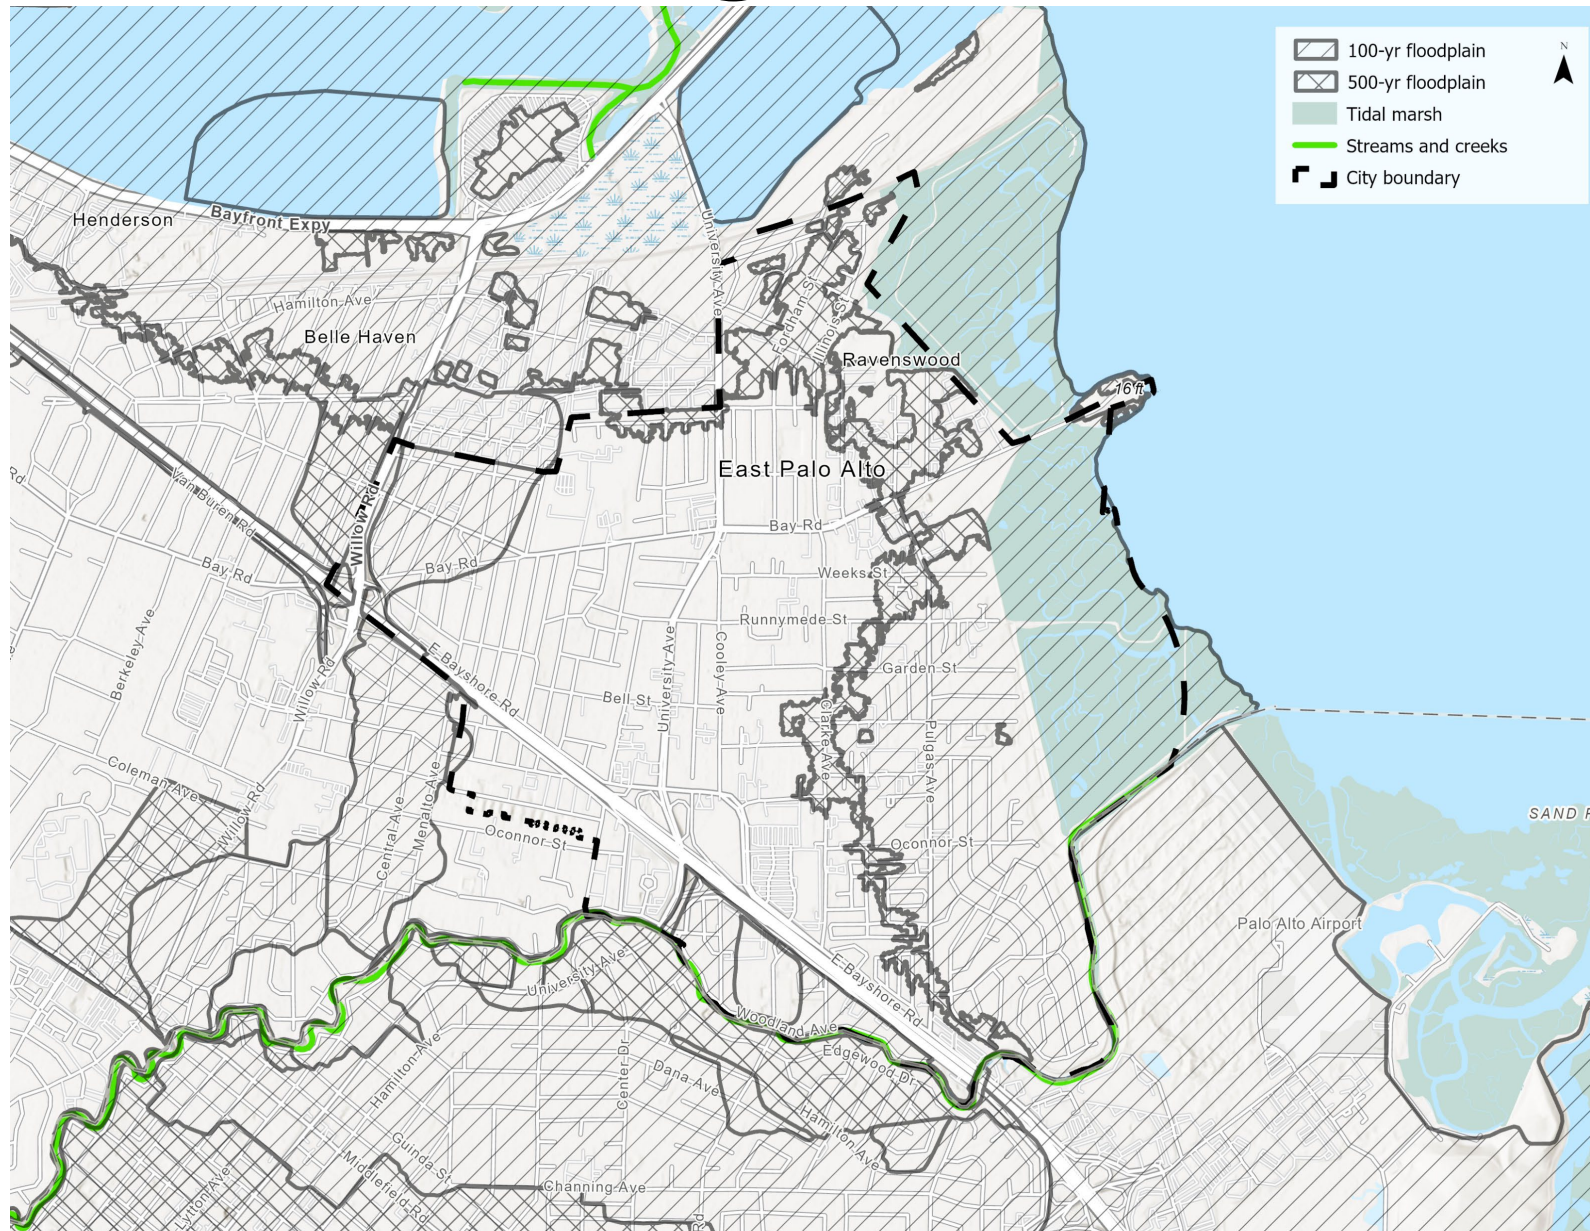 100-yr floodplain
N
500-yr floodplain
Tidal marsh
Streams and creeks
City boundary
Henderson
Bayfront Expy
University Ave
Hamilton Ave
Fordham St
Illinois St
Belle Haven
Ravenswood
16 ft
East Palo Alto
Rd
Van Buren Rd
Willow Rd
Bay Rd
Bay Rd
Bay Rd
Weeks St
Berkeley Ave
Runnymede St
E Bayshore Rd
University Ave
Cooley Ave
Garden St
Willow Rd
Bell St
Clarke Ave
Pulgas Ave
Coleman Ave
Willow Rd
Central Ave
Menalto Ave
SAND
Oconnor St
Oconnor St
Palo Alto Airport
University Ave
E Bayshore Rd
Woodland Ave
Edgewood Dr
Hamilton Ave
Center Dr
Dana Ave
Hamilton Ave
Guinda St
Middlefield Rd
Channing Ave
Lytton Ave
Rd